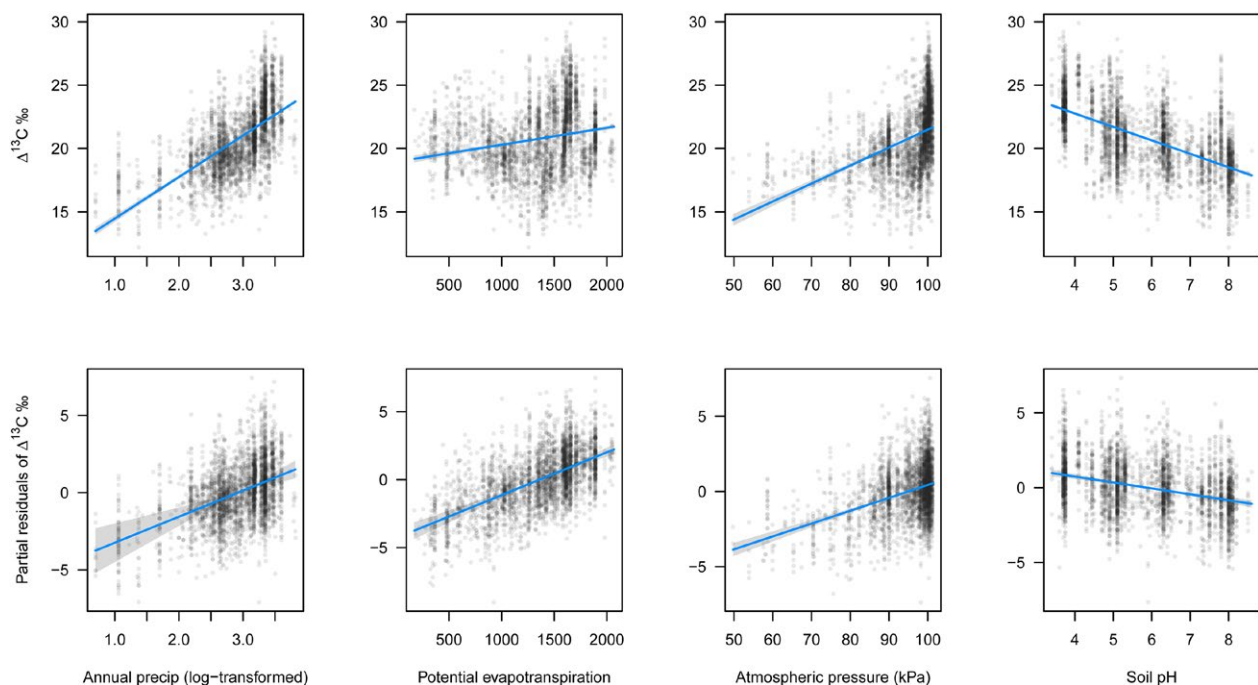 30
25
20
15
Δ¹³C ‰
1.0 2.0 3.0
30
25
20
15
500 1000 1500 2000
30
25
20
15
50 60 70 80 90 100
30
25
20
15
4 5 6 7 8
5
0
−5
Partial residuals of Δ¹³C ‰
1.0 2.0 3.0
Annual precip (log−transformed)
5
0
−5
500 1000 1500 2000
Potential evapotranspiration
5
0
−5
50 60 70 80 90 100
Atmospheric pressure (kPa)
5
0
−5
4 5 6 7 8
Soil pH